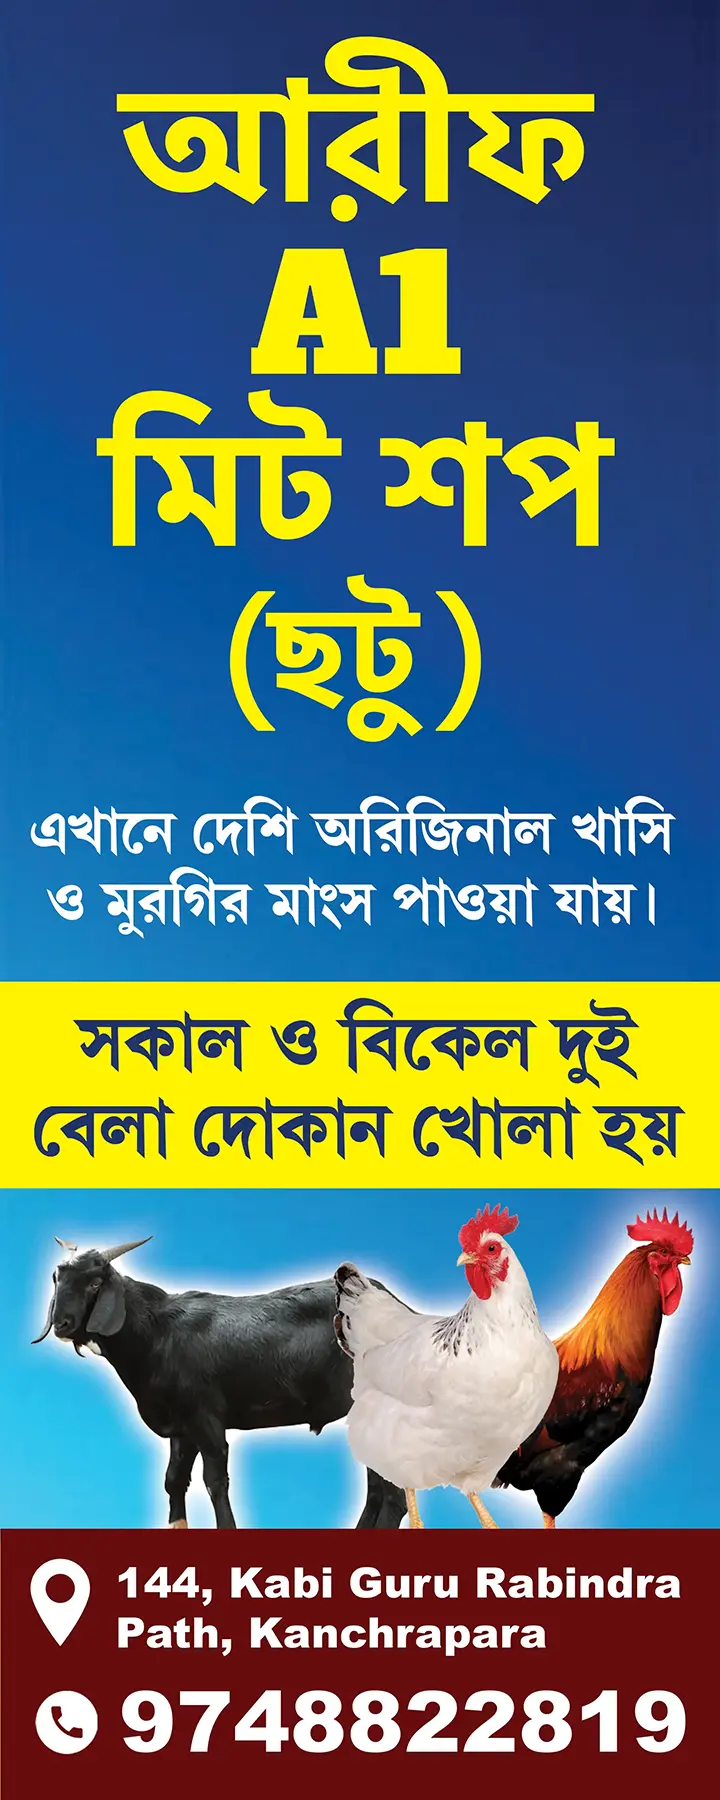 আরীফ
A1
মিট শপ
(ছটু)
এখানে দেশি অরিজিনাল খাসি
ও মুরগির মাংস পাওয়া যায়।
সকাল ও বিকেল দুই
বেলা দোকান খোলা হয়
144, Kabi Guru Rabindra
Path, Kanchrapara
9748822819